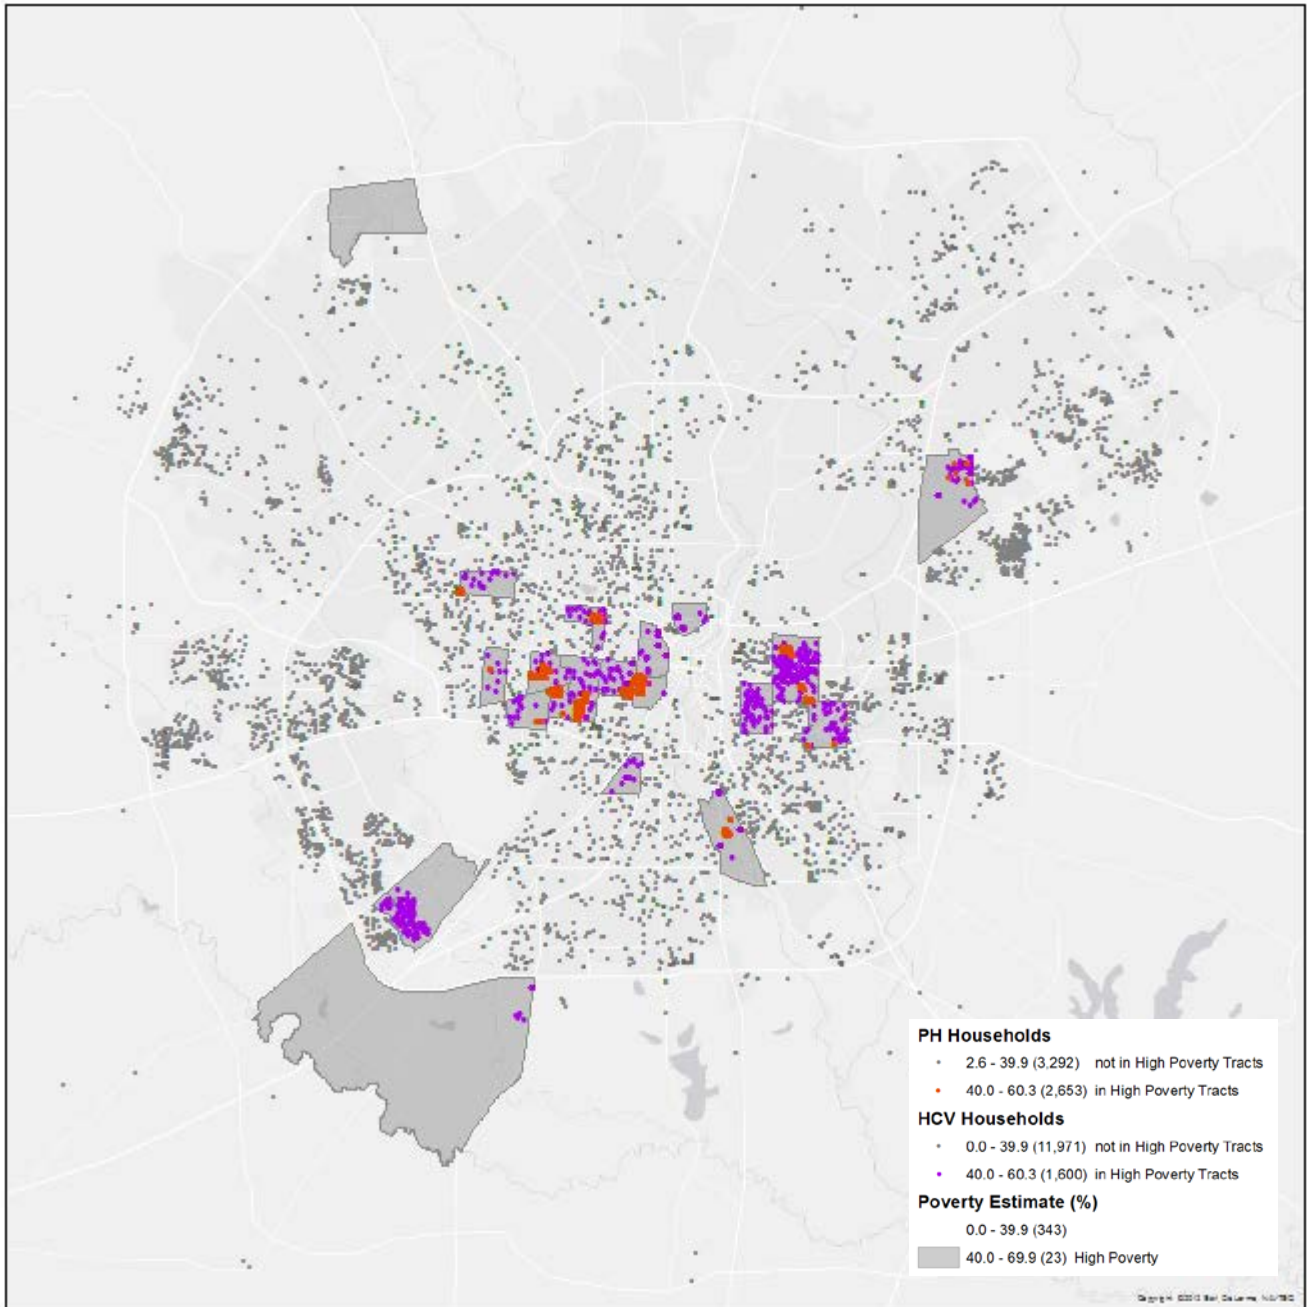 PH Households
2.6 - 39.9 (3,292) not in High Poverty Tracts
40.0 - 60.3 (2,653) in High Poverty Tracts
HCV Households
0.0 - 39.9 (11,971) not in High Poverty Tracts
40.0 - 60.3 (1,600) in High Poverty Tracts
Poverty Estimate (%)
0.0 - 39.9 (343)
40.0 - 69.9 (23) High Poverty